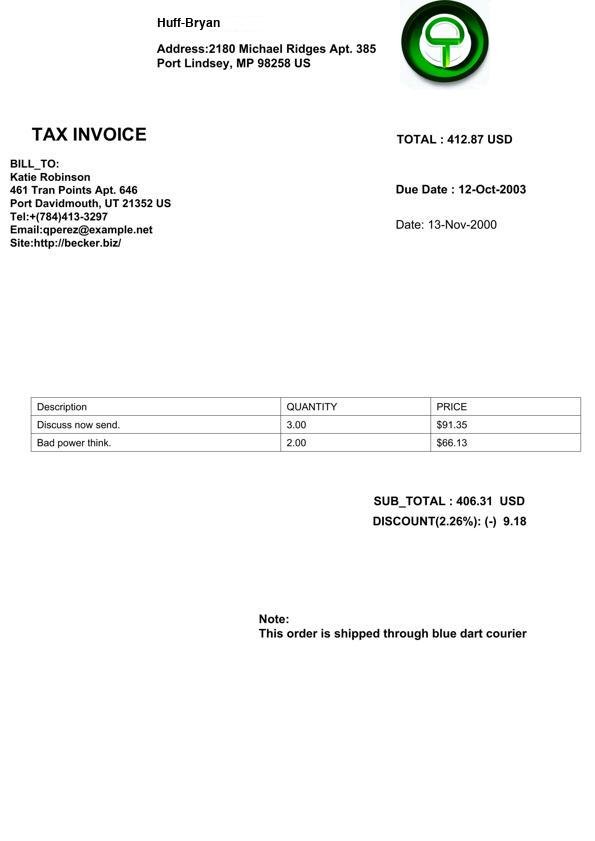 Huff-Bryan
Address:2180 Michael Ridges Apt. 385
Port Lindsey, MP 98258 US
TAX INVOICE
TOTAL : 412.87 USD
BILL_TO:
Katie Robinson
461 Tran Points Apt. 646
Port Davidmouth, UT 21352 US
Tel:+(784)413-3297
Email:qperez@example.net
Site:http://becker.biz/
Due Date : 12-Oct-2003
Date: 13-Nov-2000
Description QUANTITY PRICE
Discuss now send. 3.00 $91.35
Bad power think. 2.00 $66.13
SUB_TOTAL : 406.31 USD
DISCOUNT(2.26%): (-) 9.18
Note:
This order is shipped through blue dart courier